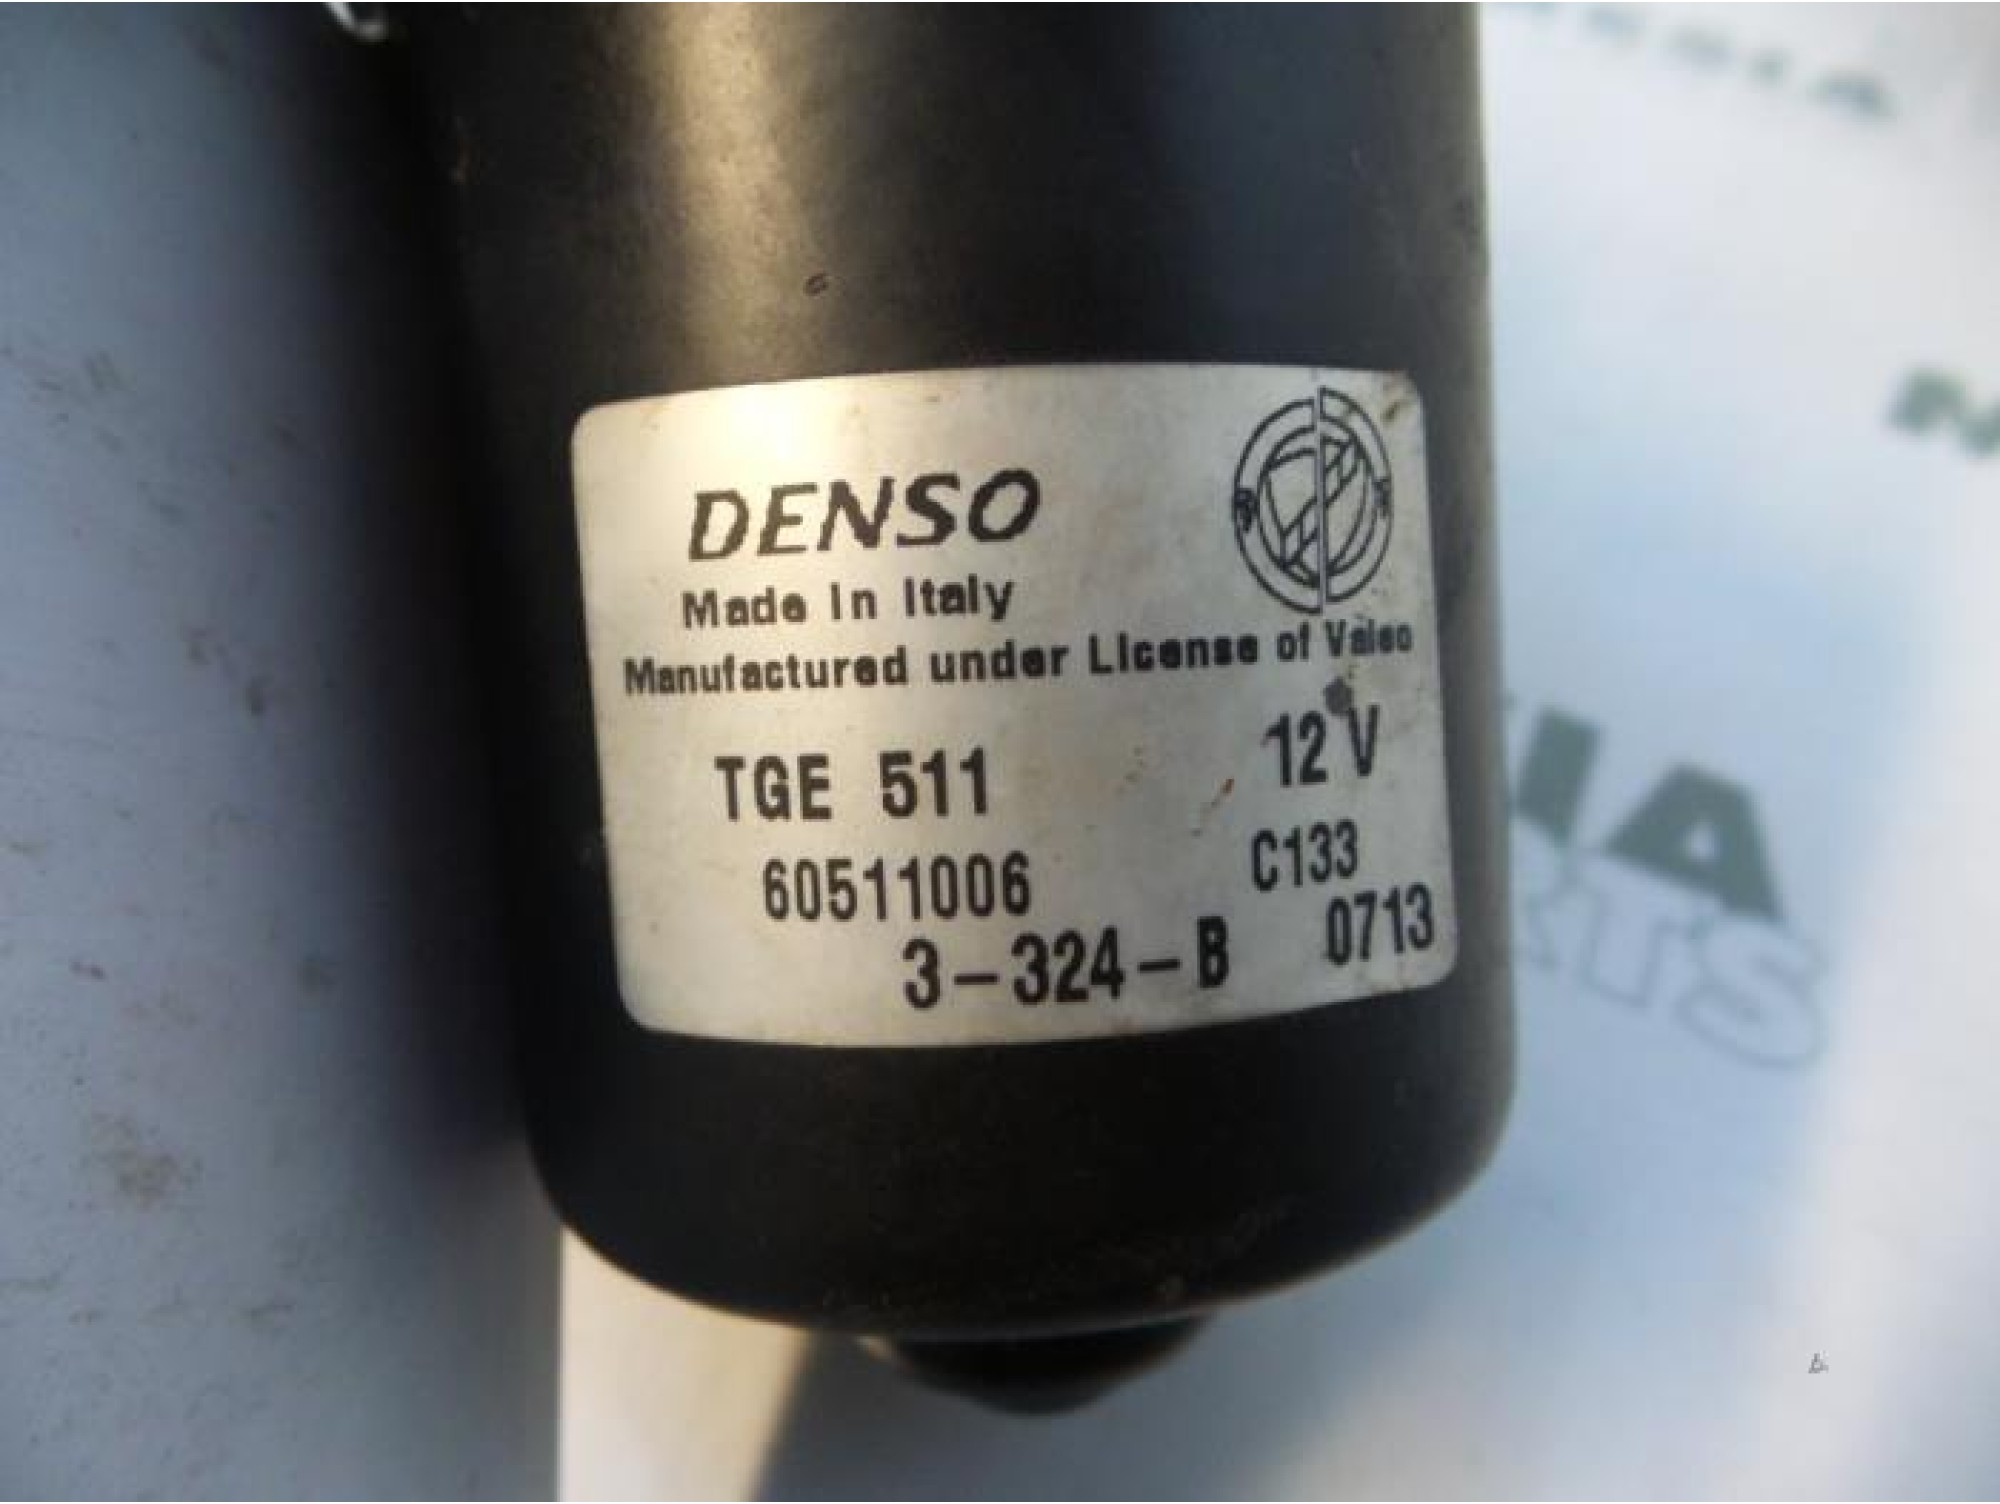 DENSO
Made in Italy
Manufactured under License of Valeo
TGE 511 12 V
60511006 C133
3-324-B 0713